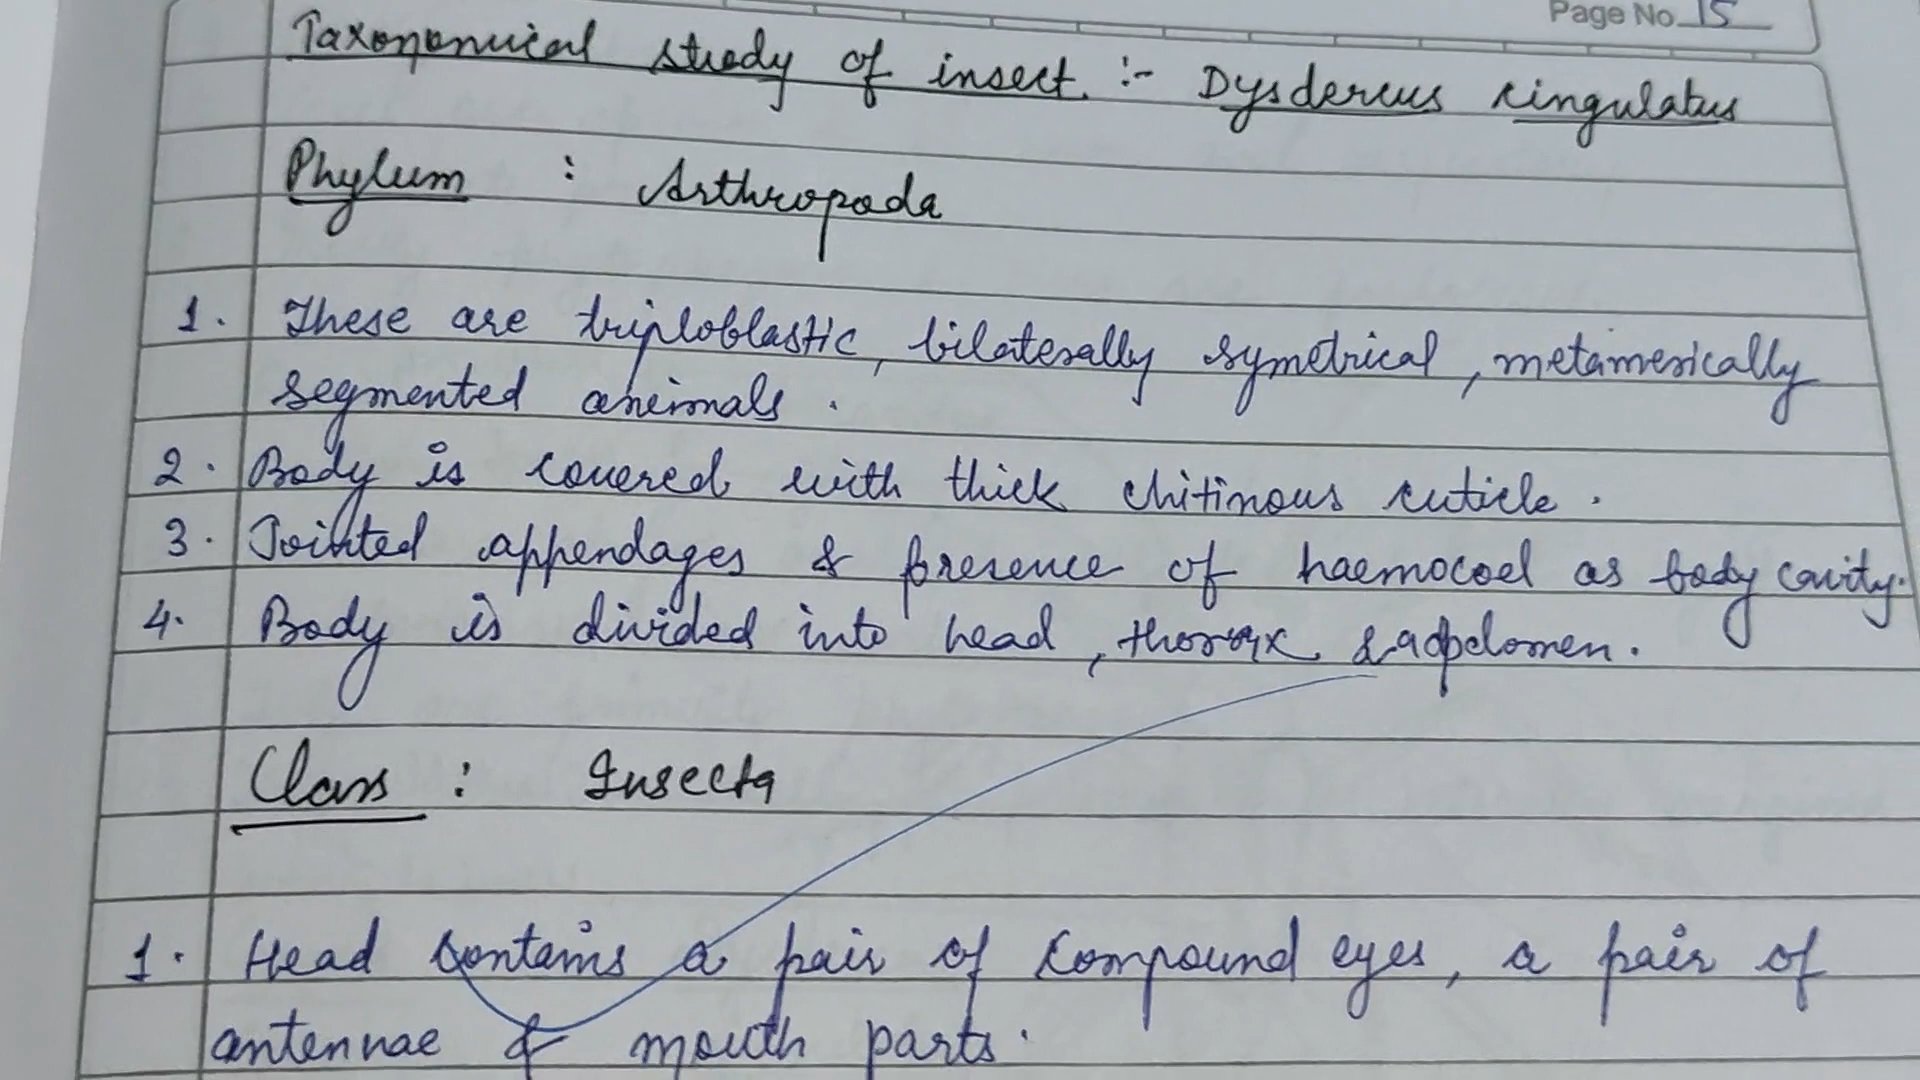 Page No 15
Taxonomical study of insect :- Dysdercus cingulatus
Phylum : Arthropoda
1. These are triploblastic, bilaterally symetrical, metamerically
segmented animals.
2. Body is covered with thick chitinous cuticle.
3. Jointed appendages & presence of haemocoel as body cavity.
4. Body is divided into head, thorax & abdomen.
Class : Insecta
1. Head contains a pair of compound eyes, a pair of
antennae & mouth parts.